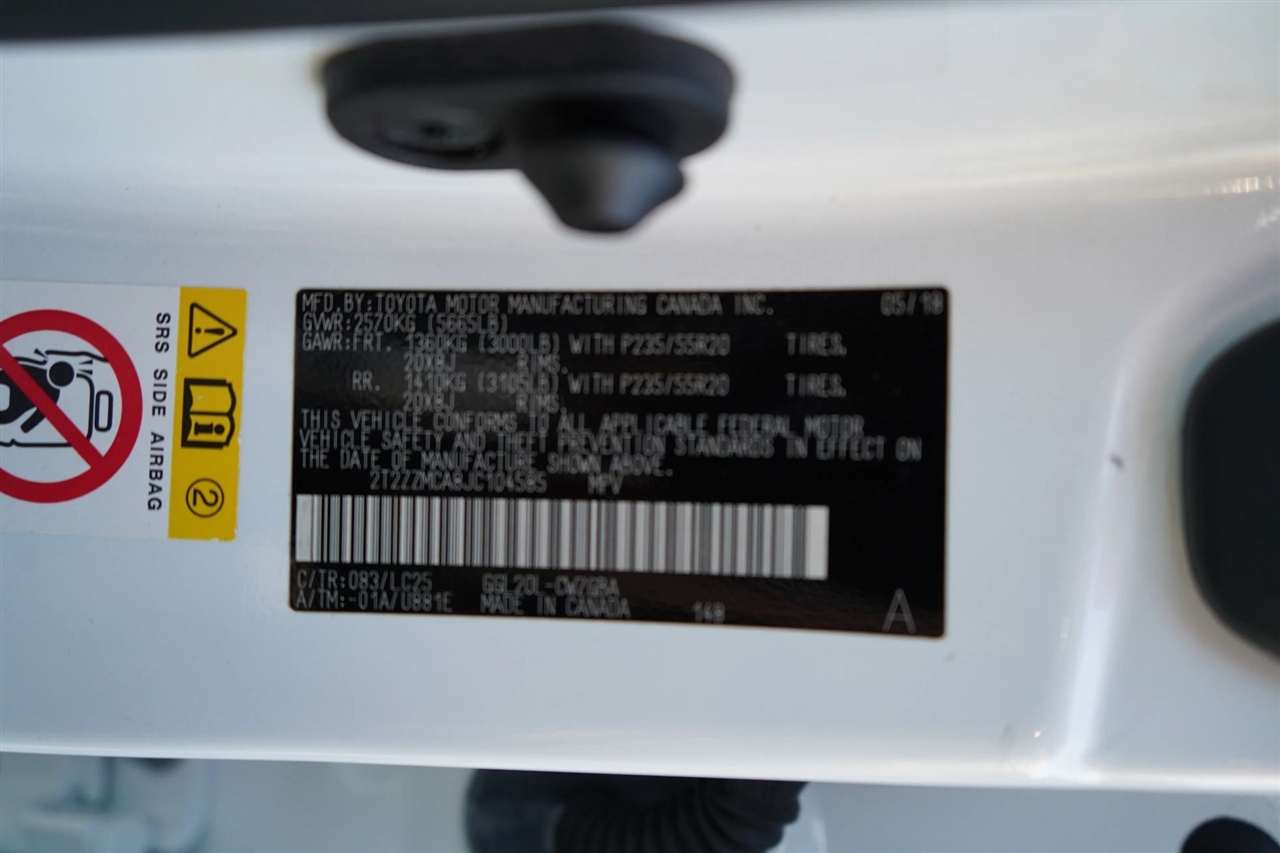 MFD.BY:TOYOTA MOTOR MANUFACTURING CANADA INC. 05/18
GVWR:2570KG (5665LB)
GAWR:FRT. 1360KG (3000LB) WITH P235/55R20 TIRES,
20X8J RIMS,
RR. 1410KG (3105LB) WITH P235/55R20 TIRES,
20X8J RIMS,
THIS VEHICLE CONFORMS TO ALL APPLICABLE FEDERAL MOTOR
VEHICLE SAFETY AND THEFT PREVENTION STANDARDS IN EFFECT ON
THE DATE OF MANUFACTURE SHOWN ABOVE.
2T2ZZMCA8JC104585 MPV
C/TR:083/LC25
A/TM:-01A/U881E MADE IN CANADA 148
A
SRS SIDE AIRBAG
2